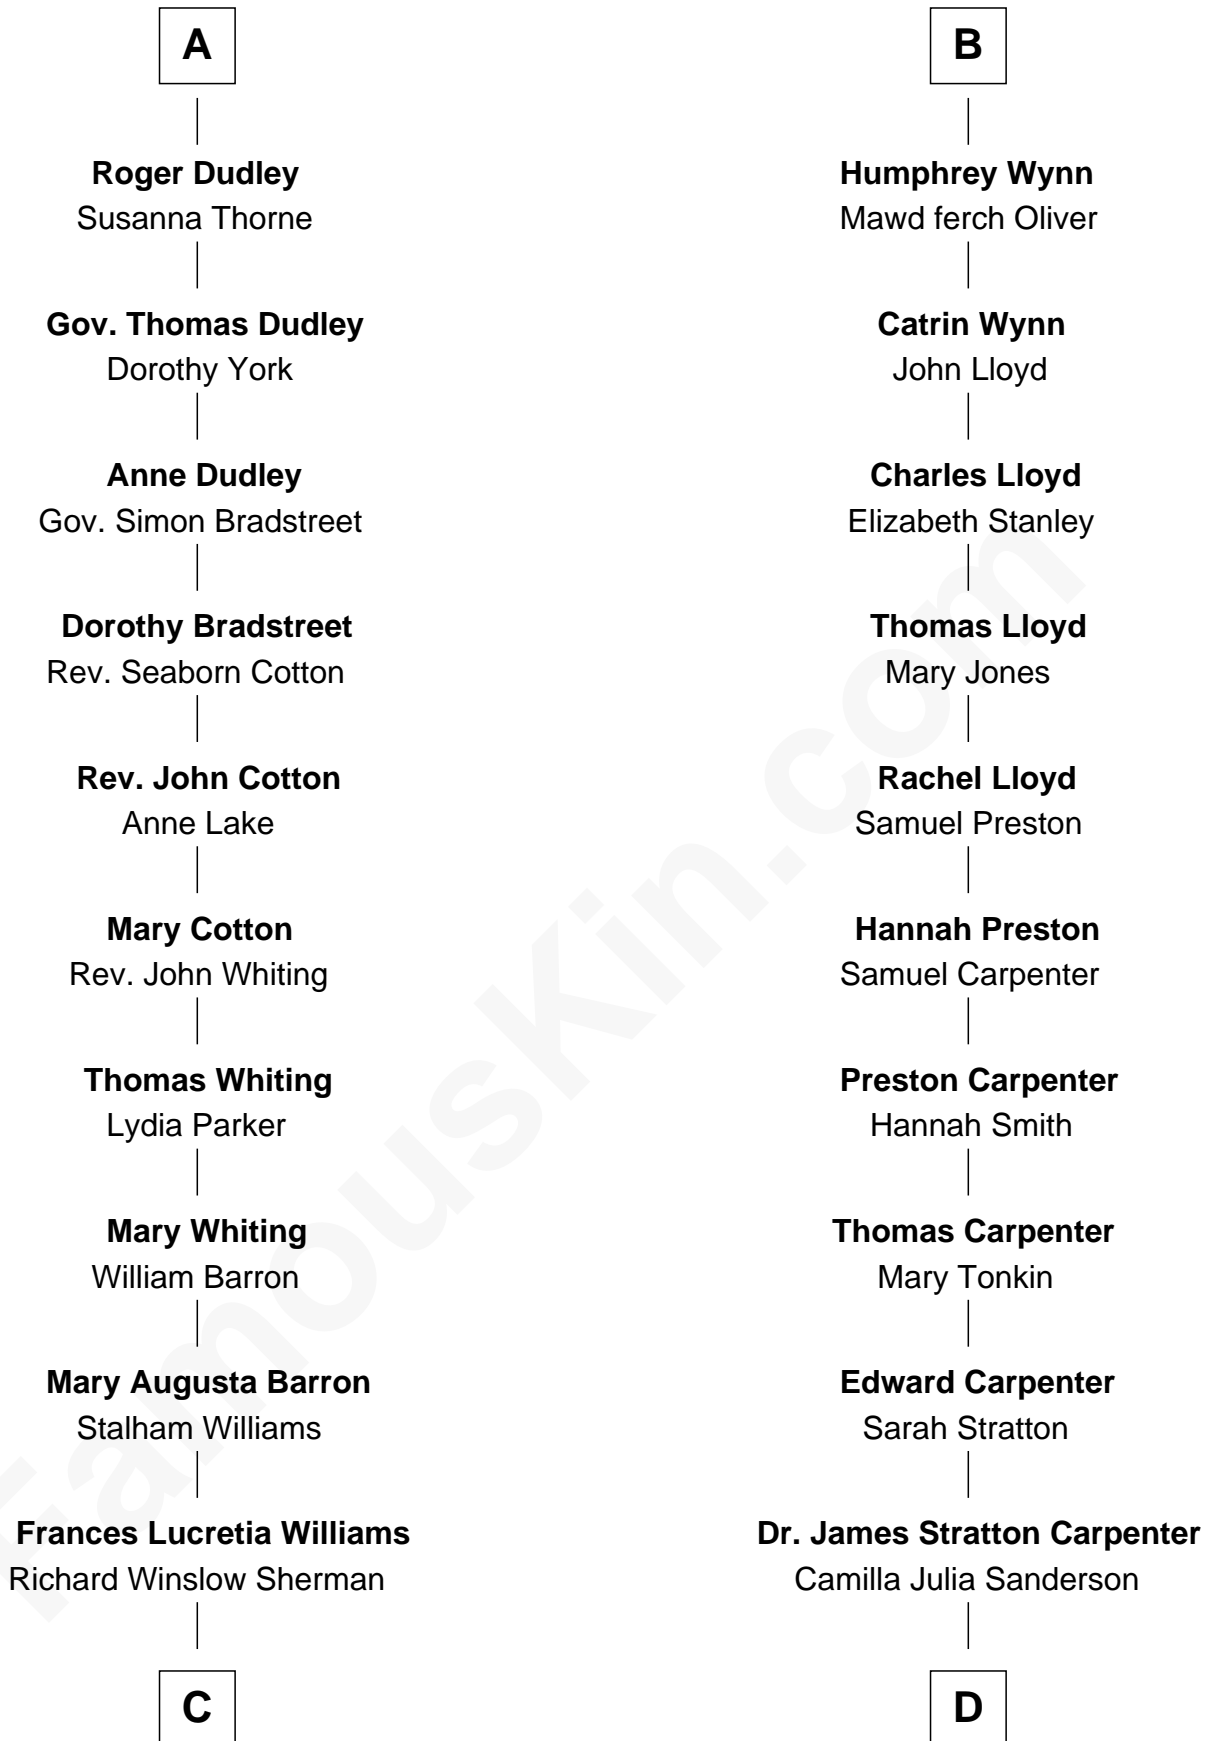 A
Roger Dudley
Susanna Thorne
Gov. Thomas Dudley
Dorothy York
Anne Dudley
Gov. Simon Bradstreet
Dorothy Bradstreet
Rev. Seaborn Cotton
Rev. John Cotton
Anne Lake
Mary Cotton
Rev. John Whiting
Thomas Whiting
Lydia Parker
Mary Whiting
William Barron
Mary Augusta Barron
Stalham Williams
Frances Lucretia Williams
Richard Winslow Sherman
C
B
Humphrey Wynn
Mawd ferch Oliver
Catrin Wynn
John Lloyd
Charles Lloyd
Elizabeth Stanley
Thomas Lloyd
Mary Jones
Rachel Lloyd
Samuel Preston
Hannah Preston
Samuel Carpenter
Preston Carpenter
Hannah Smith
Thomas Carpenter
Mary Tonkin
Edward Carpenter
Sarah Stratton
Dr. James Stratton Carpenter
Camilla Julia Sanderson
D
FamousKin.com